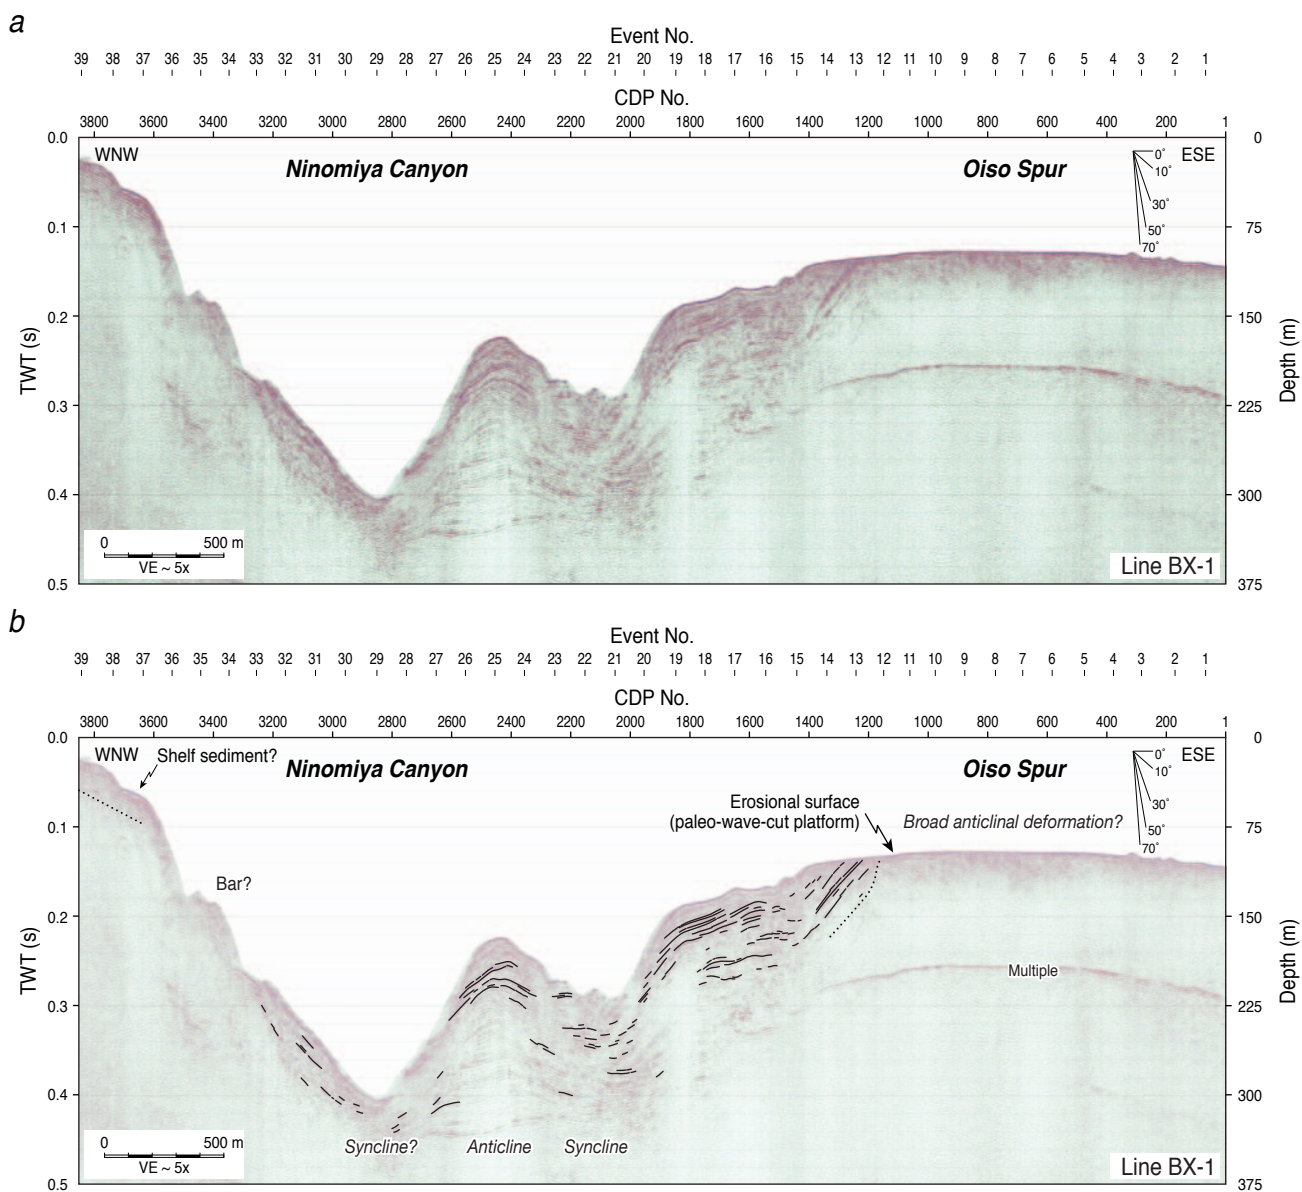 a
Event No.
39 38 37 36 35 34 33 32 31 30 29 28 27 26 25 24 23 22 21 20 19 18 17 16 15 14 13 12 11 10 9 8 7 6 5 4 3 2 1
CDP No.
3800 3600 3400 3200 3000 2800 2600 2400 2200 2000 1800 1600 1400 1200 1000 800 600 400 200 1
0.0 0
WNW Ninomiya Canyon Oiso Spur 0° ESE
10°
30°
0.1 75
50°
70°
0.2 150
TWT (s) Depth (m)
0.3 225
0.4 300
0 500 m
VE ~ 5x Line BX-1
0.5 375
b
Event No.
39 38 37 36 35 34 33 32 31 30 29 28 27 26 25 24 23 22 21 20 19 18 17 16 15 14 13 12 11 10 9 8 7 6 5 4 3 2 1
CDP No.
3800 3600 3400 3200 3000 2800 2600 2400 2200 2000 1800 1600 1400 1200 1000 800 600 400 200 1
0.0 0
WNW Shelf sediment? Ninomiya Canyon Oiso Spur 0° ESE
10°
Erosional surface 30°
(paleo-wave-cut platform) Broad anticlinal deformation?
0.1 75
50°
70°
Bar?
0.2 150
TWT (s) Depth (m)
Multiple
0.3 225
0.4 300
0 500 m Syncline? Anticline Syncline
VE ~ 5x Line BX-1
0.5 375